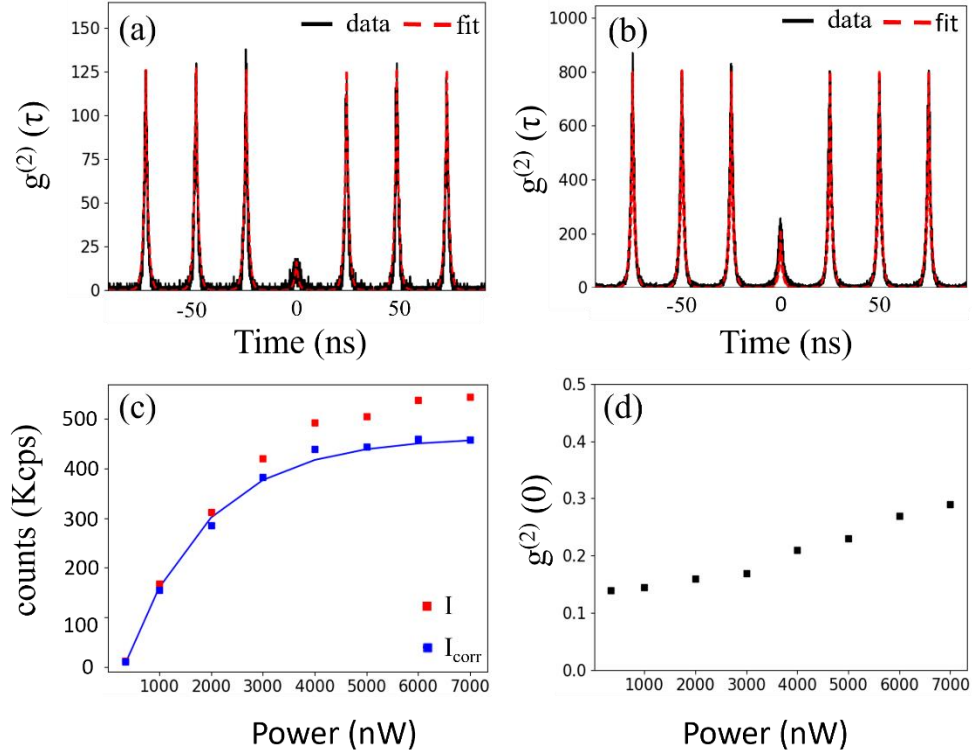 (a)
data
fit
150
125
100
75
50
25
0
g(2) (τ)
-50
0
50
Time (ns)
(b)
data
fit
1000
800
600
400
200
0
g(2) (τ)
-50
0
50
Time (ns)
(c)
500
400
300
200
100
0
counts (Kcps)
I
Icorr
1000 2000 3000 4000 5000 6000 7000
Power (nW)
(d)
0.5
0.4
0.3
0.2
0.1
0.0
g(2) (0)
1000 2000 3000 4000 5000 6000 7000
Power (nW)